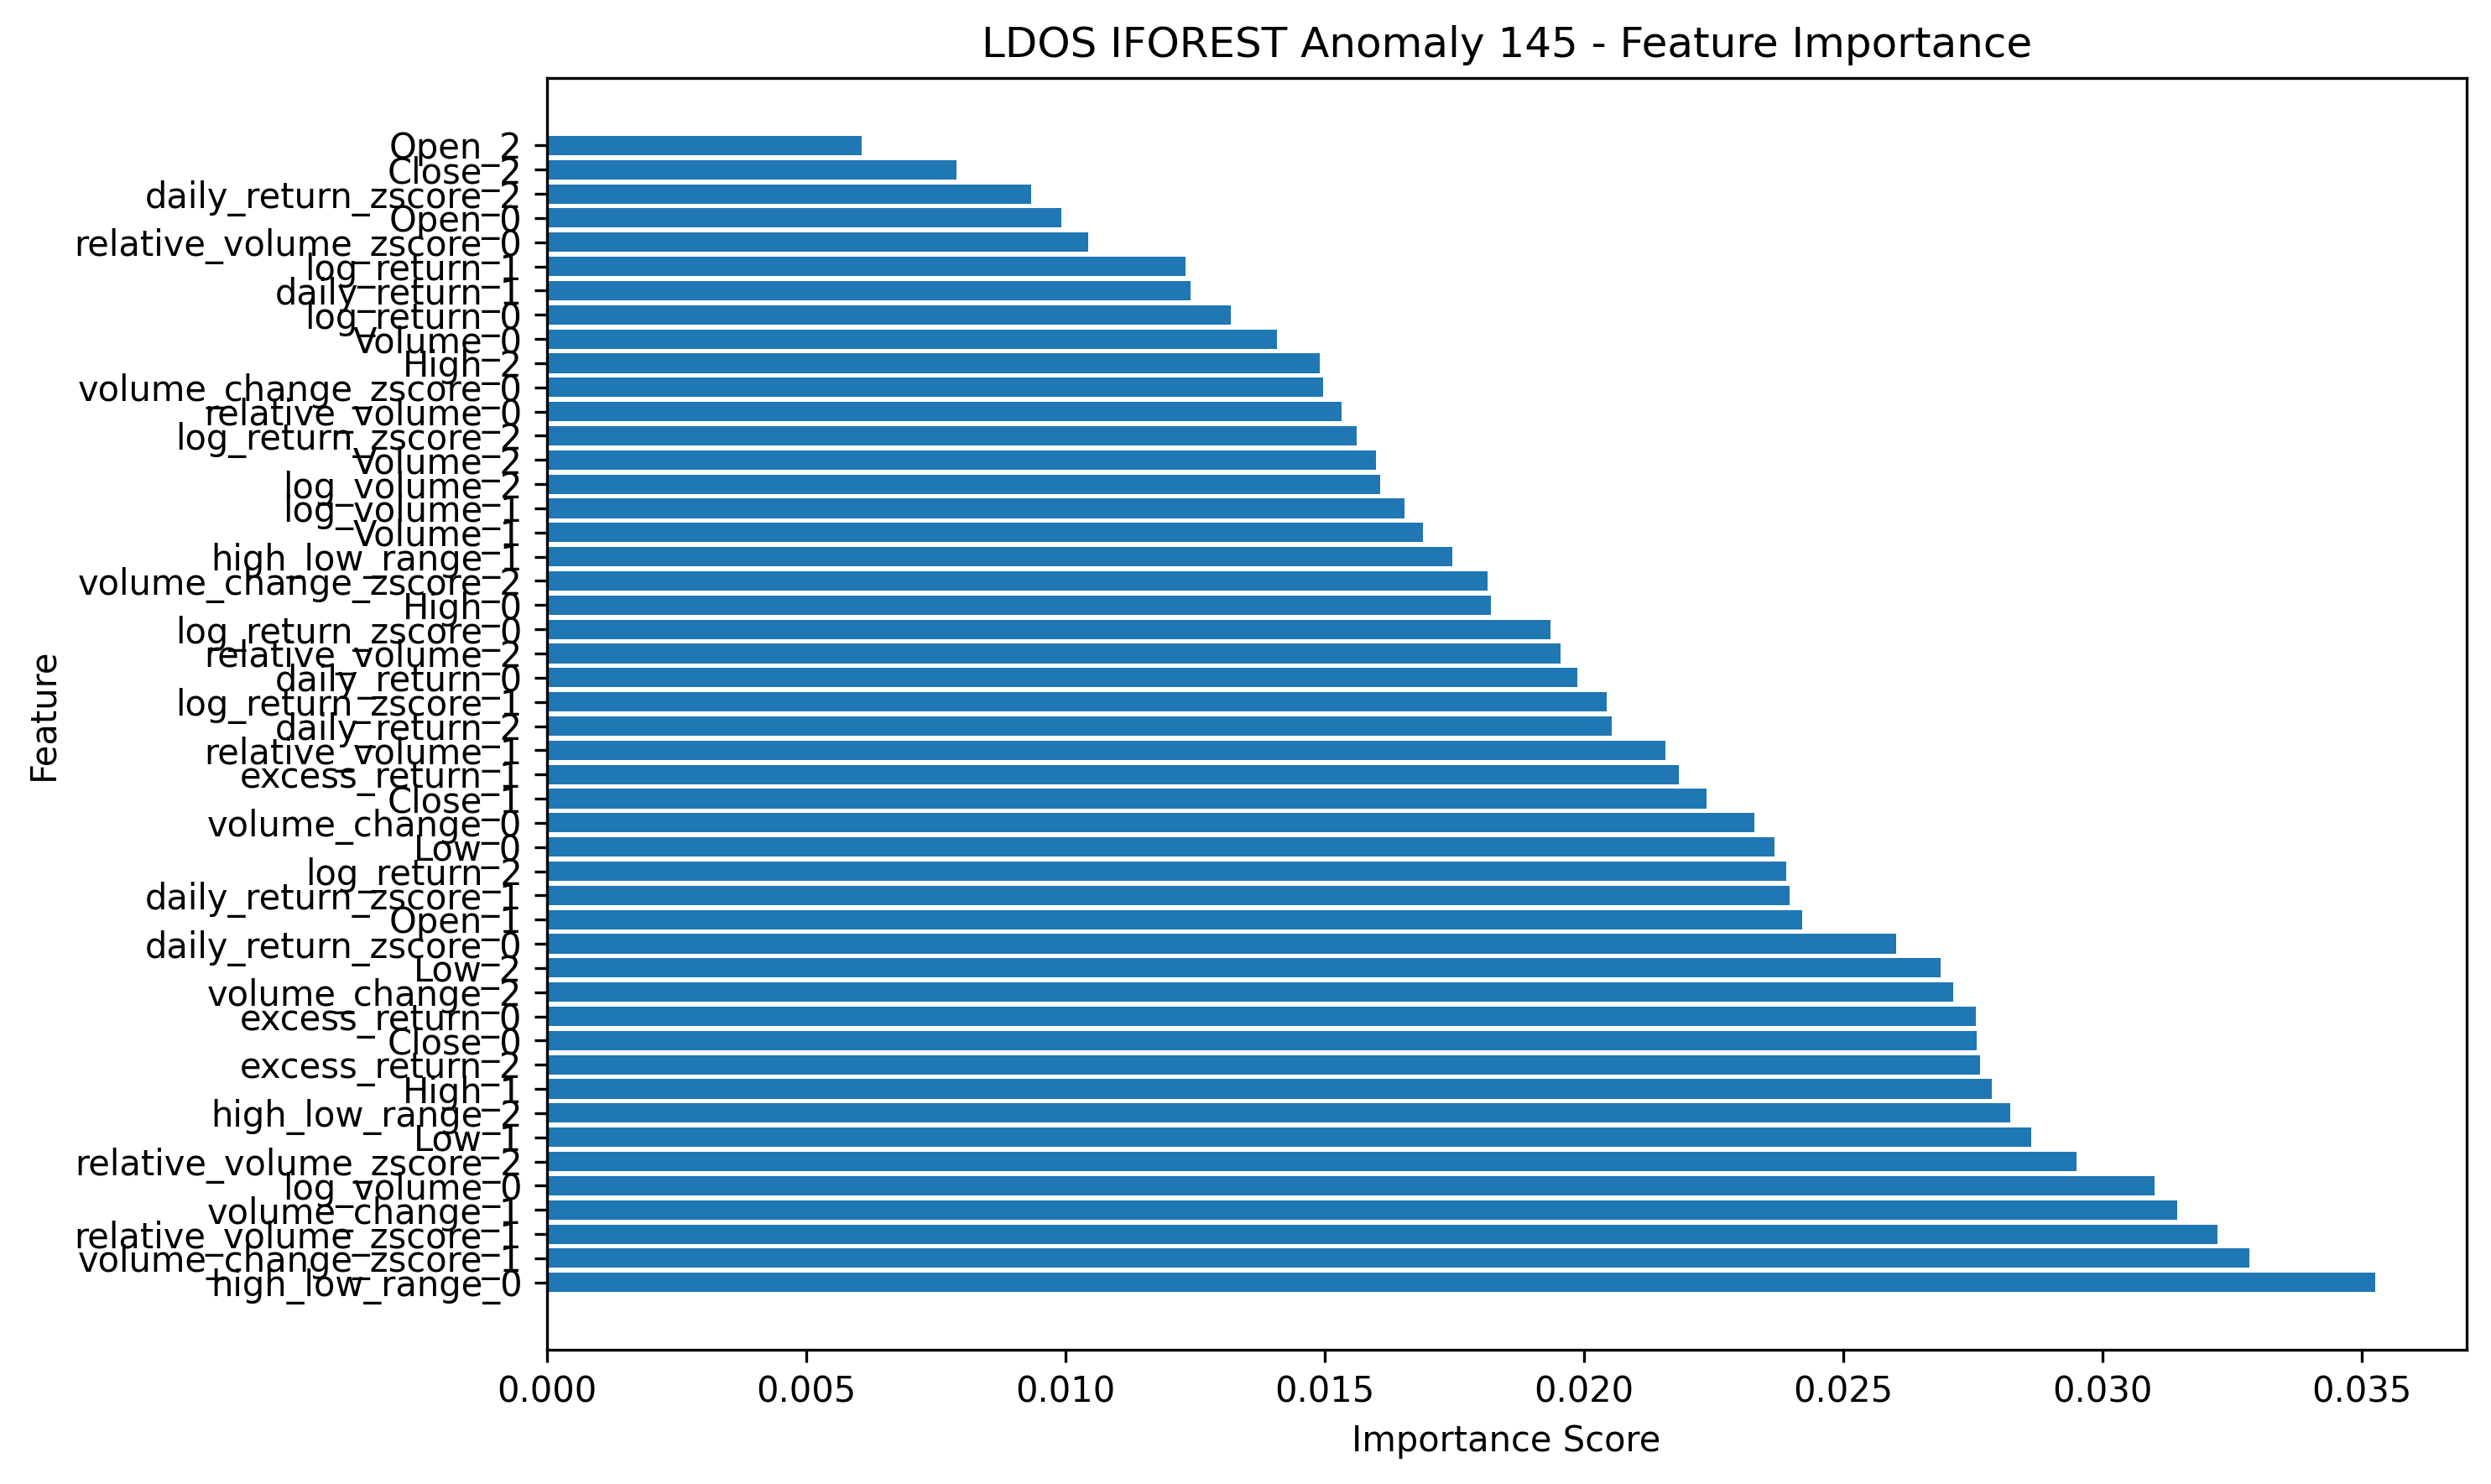 LDOS IFOREST Anomaly 145 - Feature Importance
Open_2
Close_2
daily_return_zscore_2
Open_0
relative_volume_zscore_0
log_return_1
daily_return_1
log_return_0
Volume_0
High_2
volume_change_zscore_0
relative_volume_0
log_return_zscore_2
Volume_2
log_volume_2
log_volume_1
Volume_1
high_low_range_1
volume_change_zscore_2
High_0
log_return_zscore_0
relative_volume_2
daily_return_0
log_return_zscore_1
daily_return_2
relative_volume_1
excess_return_1
Close_1
volume_change_0
Low_0
log_return_2
daily_return_zscore_1
Open_1
daily_return_zscore_0
Low_2
volume_change_2
excess_return_0
Close_0
excess_return_2
High_1
high_low_range_2
Low_1
relative_volume_zscore_2
log_volume_0
volume_change_1
relative_volume_zscore_1
volume_change_zscore_1
high_low_range_0
Feature
0.000 0.005 0.010 0.015 0.020 0.025 0.030 0.035
Importance Score